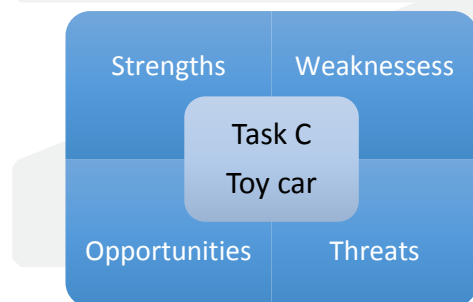 Strengths
Weaknessess
Task C
Toy car
Opportunities
Threats